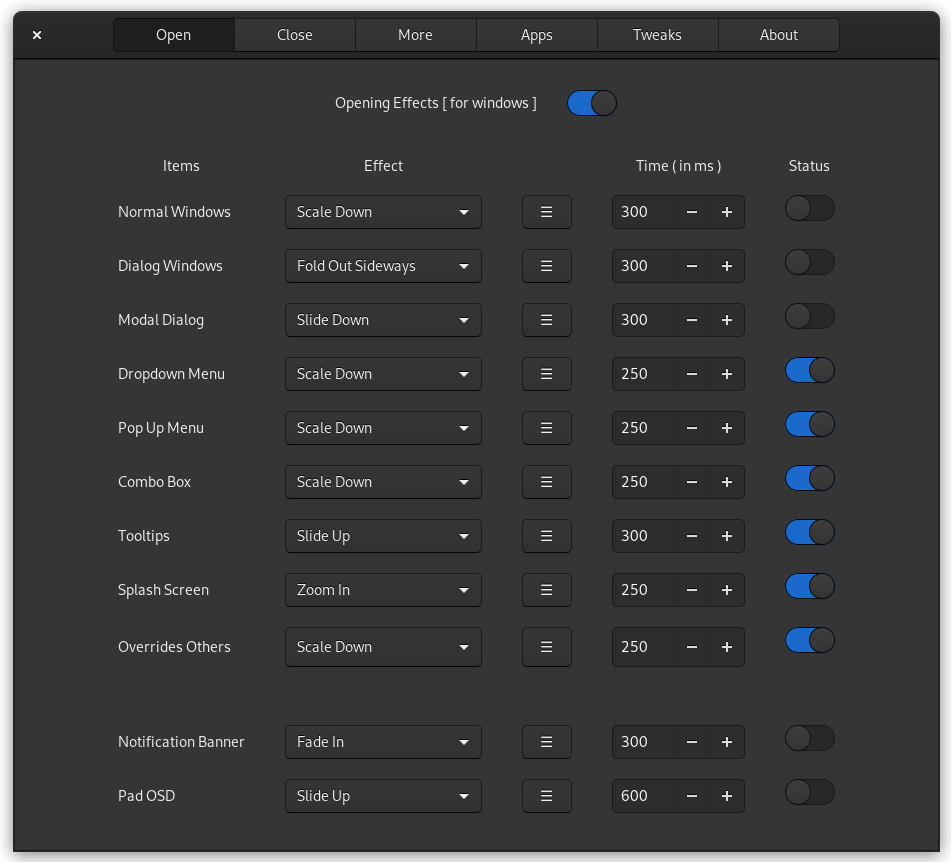 Open Close More Apps Tweaks About
Opening Effects [ for windows ]
Items Effect Time ( in ms ) Status
Normal Windows Scale Down 300
Dialog Windows Fold Out Sideways 300
Modal Dialog Slide Down 300
Dropdown Menu Scale Down 250
Pop Up Menu Scale Down 250
Combo Box Scale Down 250
Tooltips Slide Up 300
Splash Screen Zoom In 250
Overrides Others Scale Down 250
Notification Banner Fade In 300
Pad OSD Slide Up 600